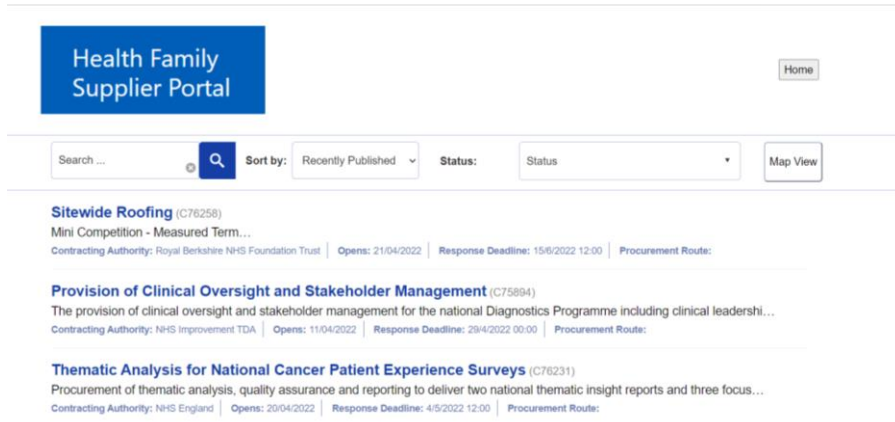 Health Family
Supplier Portal
Home
Search ...
Sort by: Recently Published Status: Status Map View
Sitewide Roofing (C76258)
Mini Competition - Measured Term…
Contracting Authority: Royal Berkshire NHS Foundation Trust Opens: 21/04/2022 Response Deadline: 15/6/2022 12:00 Procurement Route:
Provision of Clinical Oversight and Stakeholder Management (C75894)
The provision of clinical oversight and stakeholder management for the national Diagnostics Programme including clinical leadershi…
Contracting Authority: NHS Improvement TDA Opens: 11/04/2022 Response Deadline: 29/4/2022 00:00 Procurement Route:
Thematic Analysis for National Cancer Patient Experience Surveys (C76231)
Procurement of thematic analysis, quality assurance and reporting to deliver two national thematic insight reports and three focus…
Contracting Authority: NHS England Opens: 20/04/2022 Response Deadline: 4/5/2022 12:00 Procurement Route: